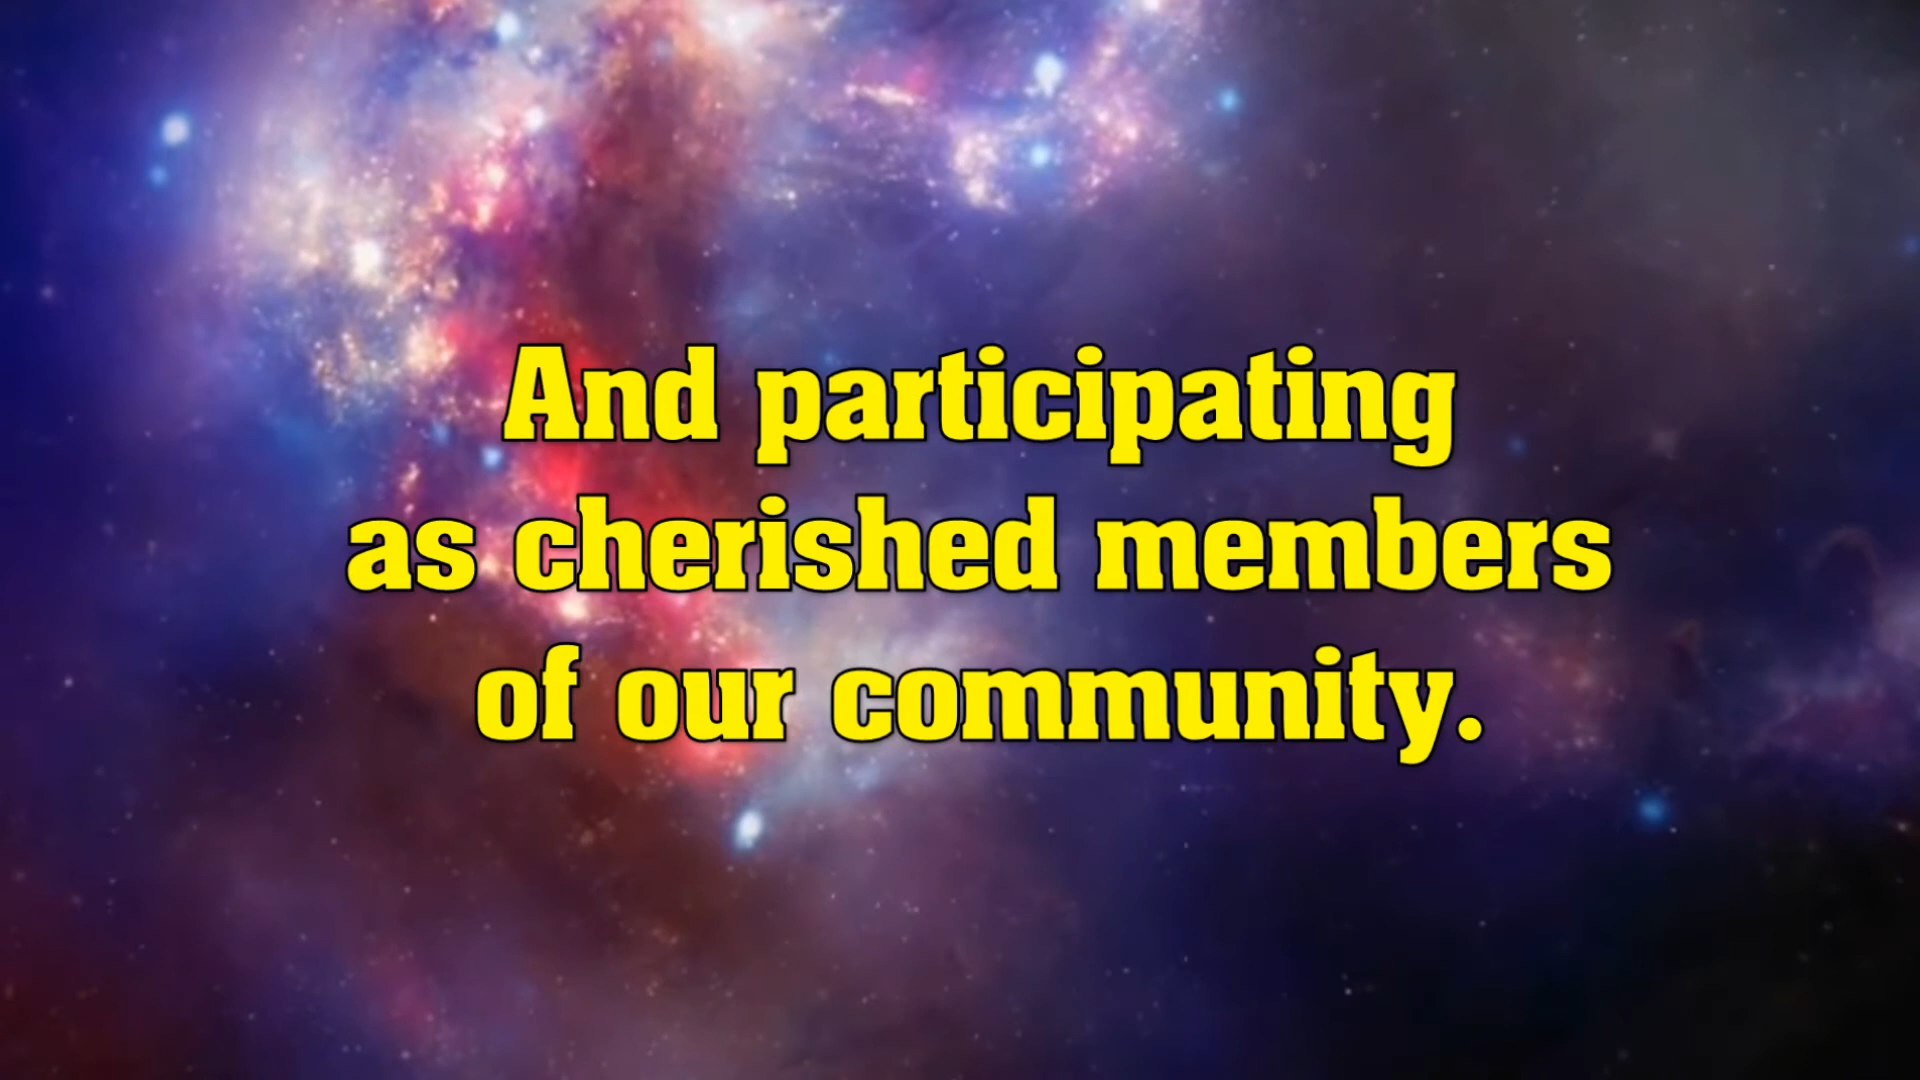 And participating
as cherished members
of our community.